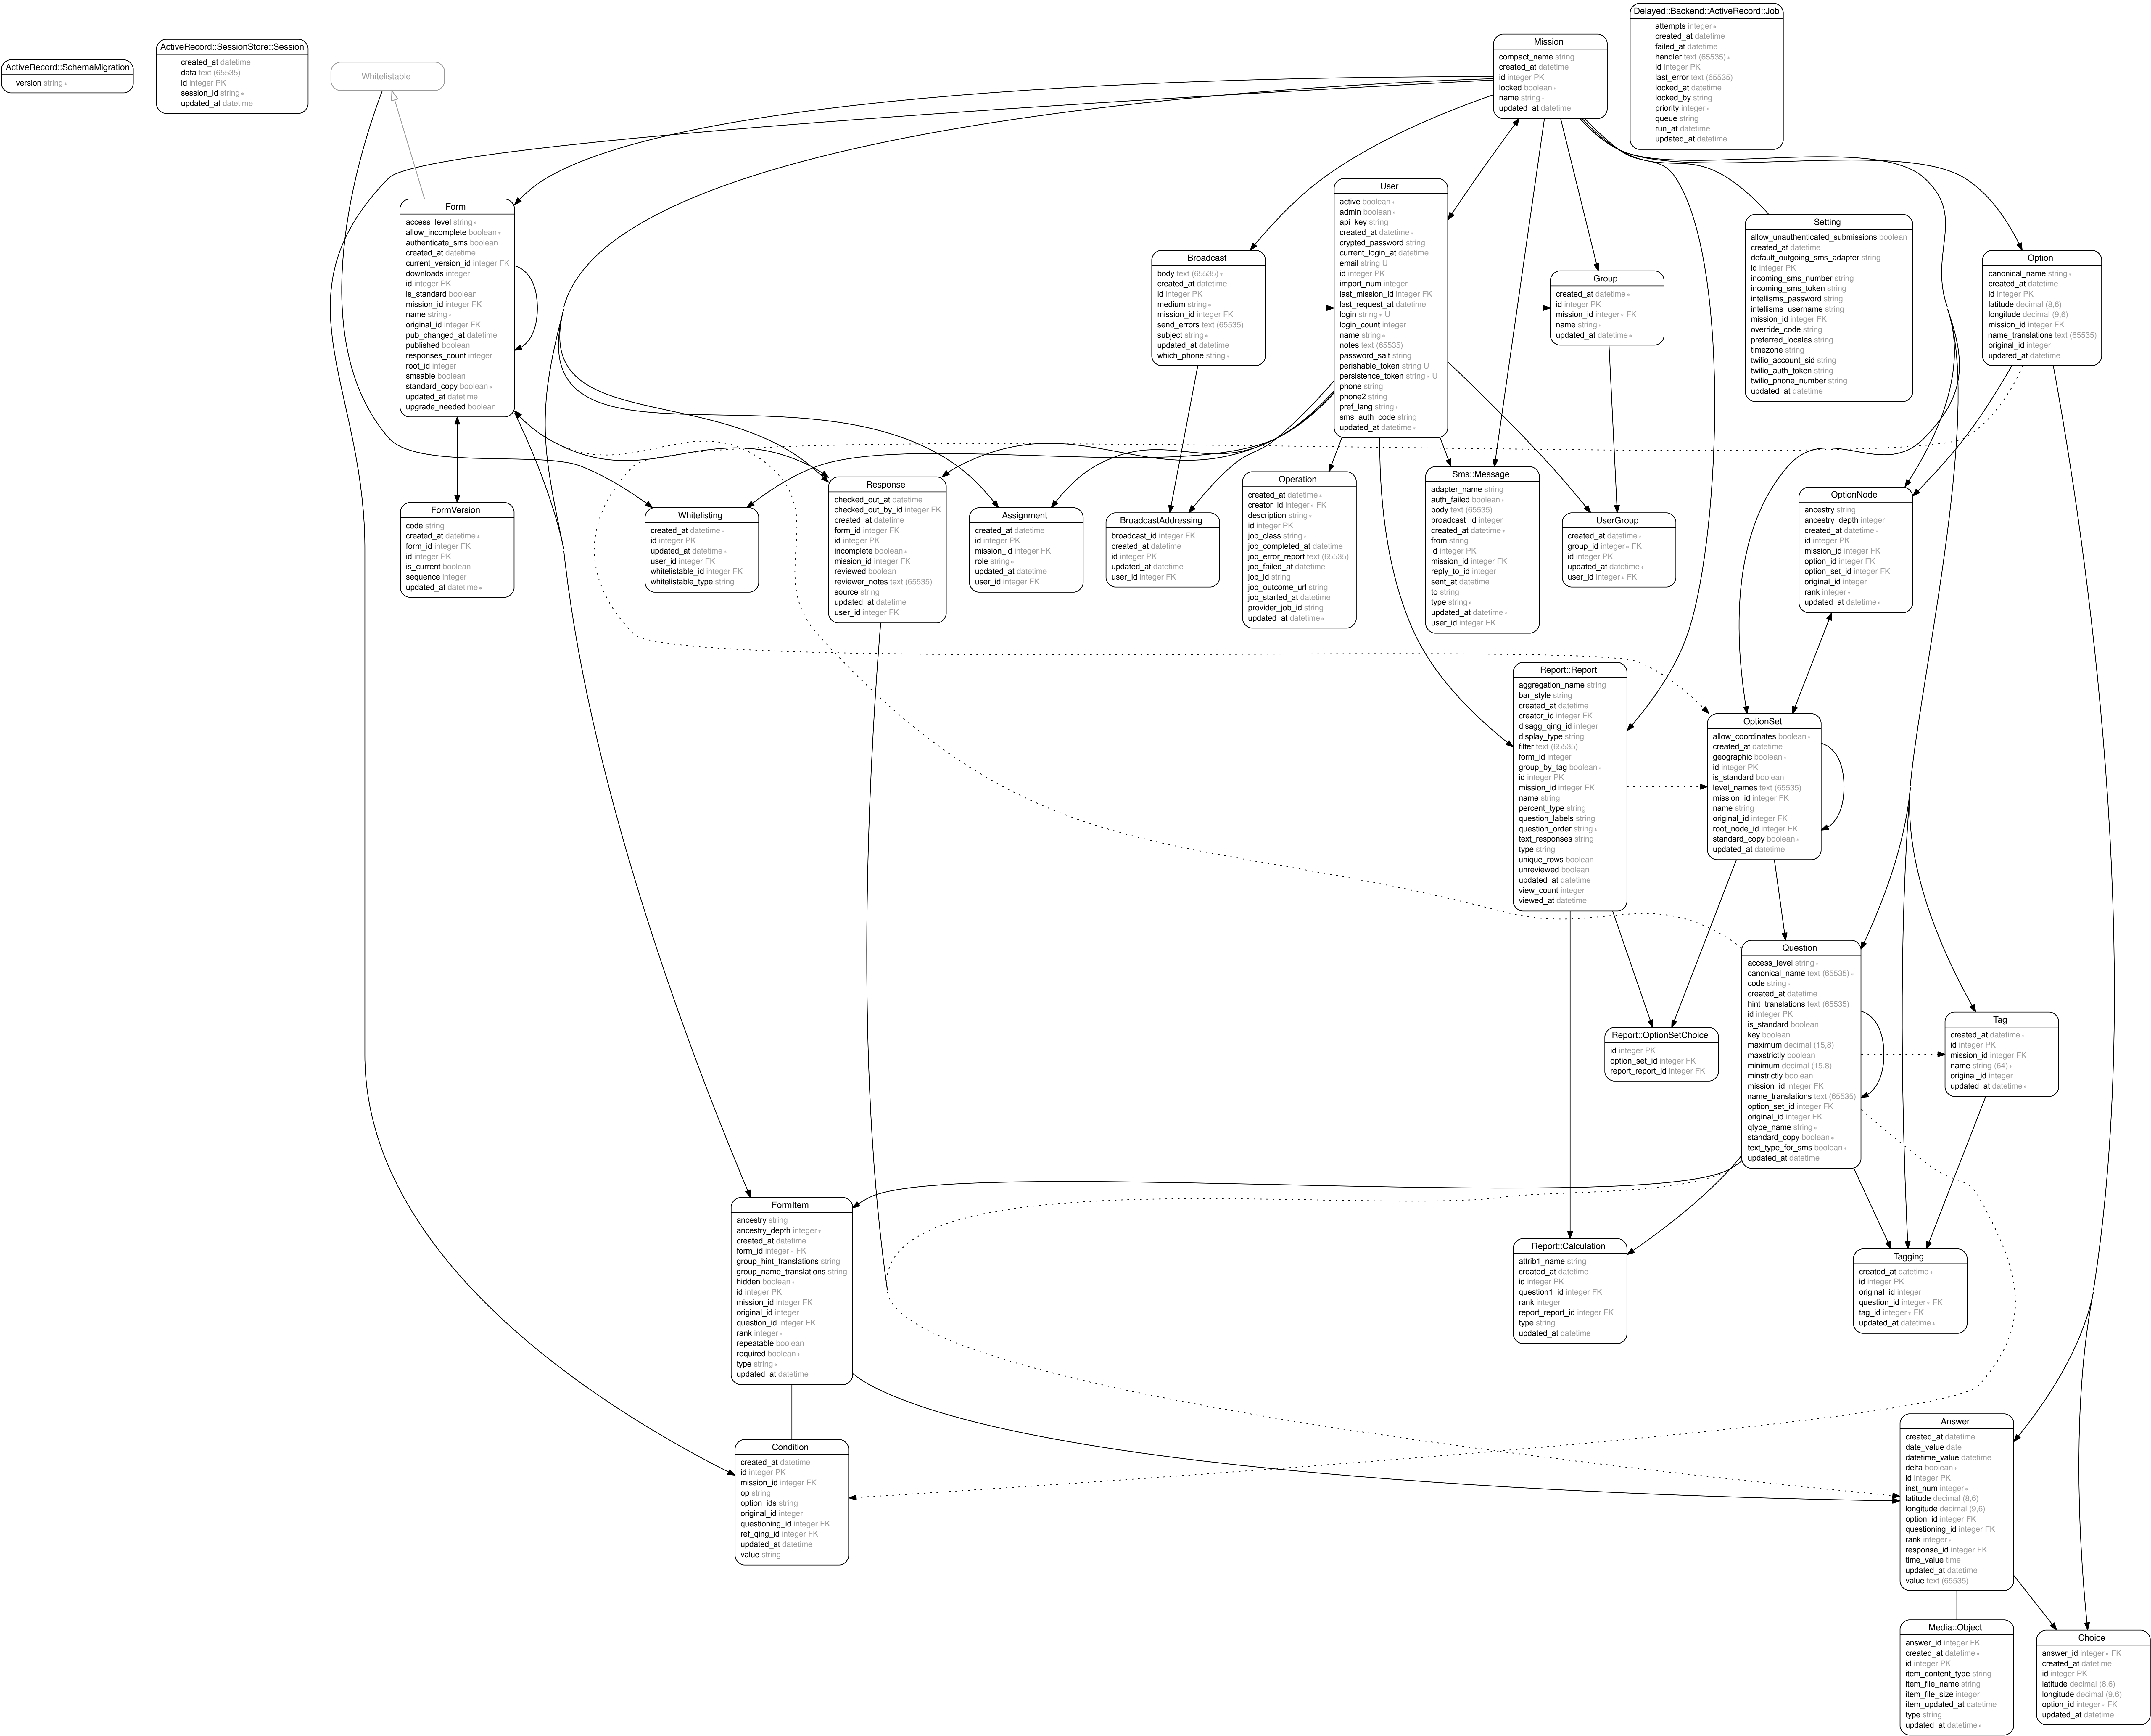 ActiveRecord::SchemaMigration
version string *
ActiveRecord::SessionStore::Session
created_at datetime
data text (65535)
id integer PK
session_id string *
updated_at datetime
Whitelistable
Mission
compact_name string
created_at datetime
id integer PK
locked boolean *
name string *
updated_at datetime
Delayed::Backend::ActiveRecord::Job
attempts integer *
created_at datetime
failed_at datetime
handler text (65535) *
id integer PK
last_error text (65535)
locked_at datetime
locked_by string
priority integer *
queue string
run_at datetime
updated_at datetime
Form
access_level string *
allow_incomplete boolean *
authenticate_sms boolean
created_at datetime
current_version_id integer FK
downloads integer
id integer PK
is_standard boolean
mission_id integer FK
name string *
original_id integer FK
pub_changed_at datetime
published boolean
responses_count integer
root_id integer
smsable boolean
standard_copy boolean *
updated_at datetime
upgrade_needed boolean
Broadcast
body text (65535) *
created_at datetime
id integer PK
medium string *
mission_id integer FK
send_errors text (65535)
subject string *
updated_at datetime
which_phone string *
User
active boolean *
admin boolean *
api_key string
created_at datetime *
crypted_password string
current_login_at datetime
email string U
id integer PK
import_num integer
last_mission_id integer FK
last_request_at datetime
login string * U
login_count integer
name string *
notes text (65535)
password_salt string
perishable_token string U
persistence_token string * U
phone string
phone2 string
pref_lang string *
sms_auth_code string
updated_at datetime *
Group
created_at datetime *
id integer PK
mission_id integer * FK
name string *
updated_at datetime *
Setting
allow_unauthenticated_submissions boolean
created_at datetime
default_outgoing_sms_adapter string
id integer PK
incoming_sms_number string
incoming_sms_token string
intellisms_password string
intellisms_username string
mission_id integer FK
override_code string
preferred_locales string
timezone string
twilio_account_sid string
twilio_auth_token string
twilio_phone_number string
updated_at datetime
Option
canonical_name string *
created_at datetime
id integer PK
latitude decimal (8,6)
longitude decimal (9,6)
mission_id integer FK
name_translations text (65535)
original_id integer
updated_at datetime
FormVersion
code string
created_at datetime *
form_id integer FK
id integer PK
is_current boolean
sequence integer
updated_at datetime *
Whitelisting
created_at datetime *
id integer PK
updated_at datetime *
user_id integer FK
whitelistable_id integer FK
whitelistable_type string
Response
checked_out_at datetime
checked_out_by_id integer FK
created_at datetime
form_id integer FK
id integer PK
incomplete boolean *
mission_id integer FK
reviewed boolean
reviewer_notes text (65535)
source string
updated_at datetime
user_id integer FK
Assignment
created_at datetime
id integer PK
mission_id integer FK
role string *
updated_at datetime
user_id integer FK
BroadcastAddressing
broadcast_id integer FK
created_at datetime
id integer PK
updated_at datetime
user_id integer FK
Operation
created_at datetime *
creator_id integer * FK
description string *
id integer PK
job_class string *
job_completed_at datetime
job_error_report text (65535)
job_failed_at datetime
job_id string
job_outcome_url string
job_started_at datetime
provider_job_id string
updated_at datetime *
Sms::Message
adapter_name string
auth_failed boolean *
body text (65535)
broadcast_id integer
created_at datetime *
from string
id integer PK
mission_id integer FK
reply_to_id integer
sent_at datetime
to string
type string *
updated_at datetime *
user_id integer FK
UserGroup
created_at datetime *
group_id integer * FK
id integer PK
updated_at datetime *
user_id integer * FK
OptionNode
ancestry string
ancestry_depth integer
created_at datetime *
id integer PK
mission_id integer FK
option_id integer FK
option_set_id integer FK
original_id integer
rank integer *
updated_at datetime *
Report::Report
aggregation_name string
bar_style string
created_at datetime
creator_id integer FK
disagg_qing_id integer
display_type string
filter text (65535)
form_id integer
group_by_tag boolean *
id integer PK
mission_id integer FK
name string
percent_type string
question_labels string
question_order string *
text_responses string
type string
unique_rows boolean
unreviewed boolean
updated_at datetime
view_count integer
viewed_at datetime
OptionSet
allow_coordinates boolean *
created_at datetime
geographic boolean *
id integer PK
is_standard boolean
level_names text (65535)
mission_id integer FK
name string
original_id integer FK
root_node_id integer FK
standard_copy boolean *
updated_at datetime
Question
access_level string *
canonical_name text (65535) *
code string *
created_at datetime
hint_translations text (65535)
id integer PK
is_standard boolean
key boolean
maximum decimal (15,8)
maxstrictly boolean
minimum decimal (15,8)
minstrictly boolean
mission_id integer FK
name_translations text (65535)
option_set_id integer FK
original_id integer FK
qtype_name string *
standard_copy boolean *
text_type_for_sms boolean *
updated_at datetime
Report::OptionSetChoice
id integer PK
option_set_id integer FK
report_report_id integer FK
Tag
created_at datetime *
id integer PK
mission_id integer FK
name string (64) *
original_id integer
updated_at datetime *
FormItem
ancestry string
ancestry_depth integer *
created_at datetime
form_id integer * FK
group_hint_translations string
group_name_translations string
hidden boolean *
id integer PK
mission_id integer FK
original_id integer
question_id integer FK
rank integer *
repeatable boolean
required boolean *
type string *
updated_at datetime
Report::Calculation
attrib1_name string
created_at datetime
id integer PK
question1_id integer FK
rank integer
report_report_id integer FK
type string
updated_at datetime
Tagging
created_at datetime *
id integer PK
original_id integer
question_id integer * FK
tag_id integer * FK
updated_at datetime *
Condition
created_at datetime
id integer PK
mission_id integer FK
op string
option_ids string
original_id integer
questioning_id integer FK
ref_qing_id integer FK
updated_at datetime
value string
Answer
created_at datetime
date_value date
datetime_value datetime
delta boolean *
id integer PK
inst_num integer *
latitude decimal (8,6)
longitude decimal (9,6)
option_id integer FK
questioning_id integer FK
rank integer *
response_id integer FK
time_value time
updated_at datetime
value text (65535)
Media::Object
answer_id integer FK
created_at datetime *
id integer PK
item_content_type string
item_file_name string
item_file_size integer
item_updated_at datetime
type string
updated_at datetime *
Choice
answer_id integer * FK
created_at datetime
id integer PK
latitude decimal (8,6)
longitude decimal (9,6)
option_id integer * FK
updated_at datetime